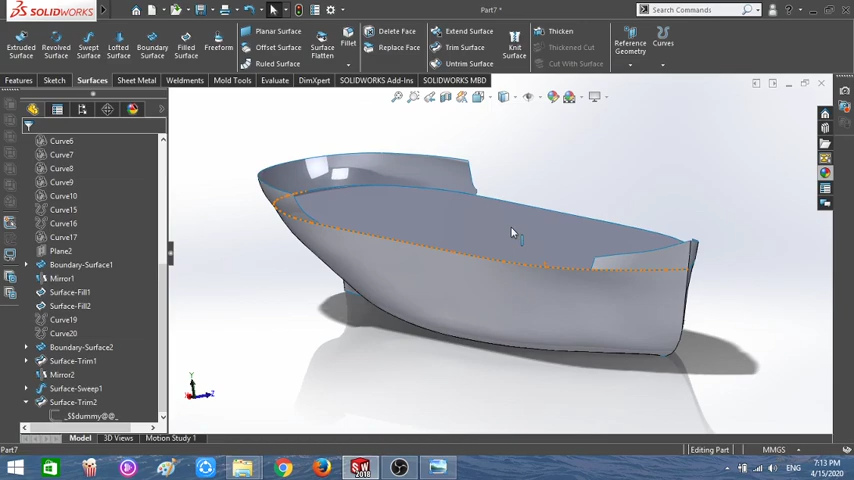 SOLIDWORKS
Part7 *
Search Commands
Extruded Surface
Revolved Surface
Swept Surface
Lofted Surface
Boundary Surface
Filled Surface
Freeform
Planar Surface
Offset Surface
Ruled Surface
Surface Flatten
Fillet
Delete Face
Replace Face
Extend Surface
Trim Surface
Untrim Surface
Knit Surface
Thicken
Thickened Cut
Cut With Surface
Reference Geometry
Curves
Features
Sketch
Surfaces
Sheet Metal
Weldments
Mold Tools
Evaluate
DimXpert
SOLIDWORKS Add-Ins
SOLIDWORKS MBD
Curve6
Curve7
Curve8
Curve9
Curve10
Curve15
Curve16
Curve17
Plane2
Boundary-Surface1
Mirror1
Surface-Fill1
Surface-Fill2
Curve19
Curve20
Boundary-Surface2
Surface-Trim1
Mirror2
Surface-Sweep1
Surface-Trim2
_$$dummy@@_
Y
Z
Model
3D Views
Motion Study 1
Part7
Editing Part
MMGS
SW
2018
ENG
7:13 PM
4/15/2020